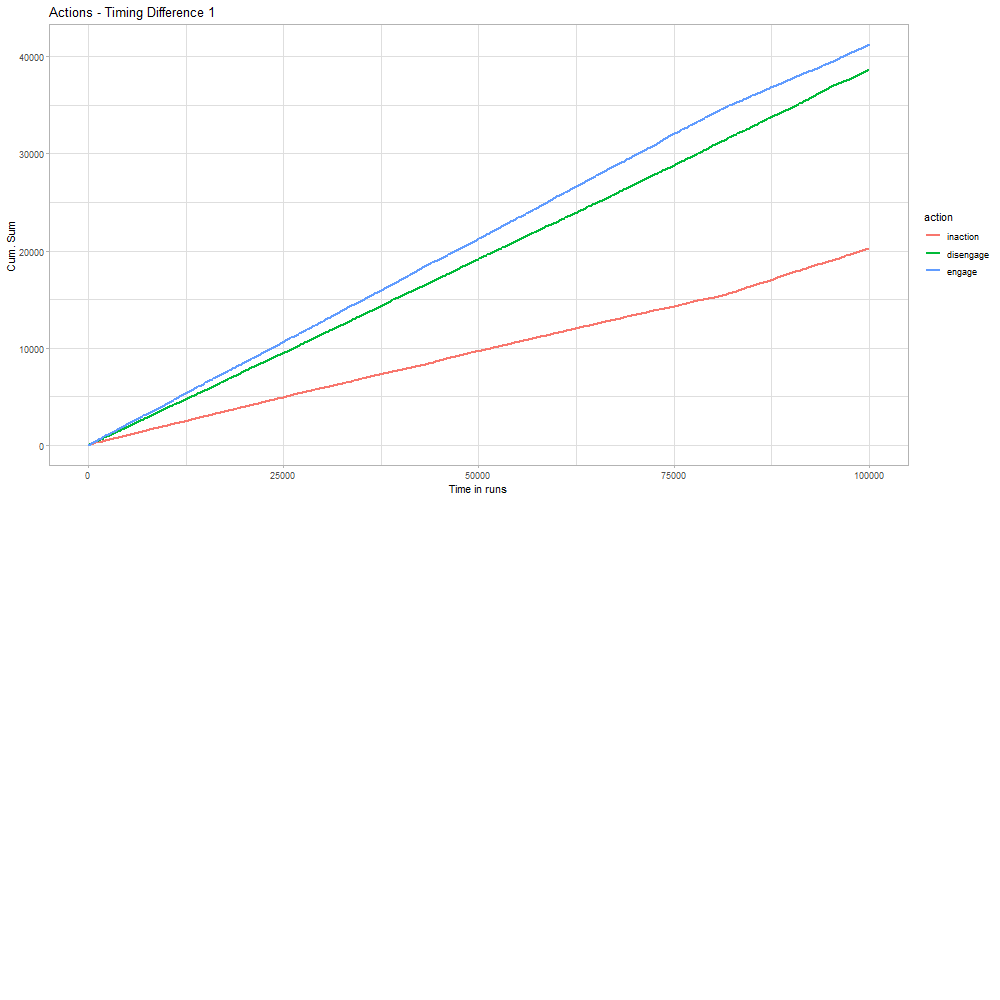 Actions - Timing Difference 1
40000
30000
20000
10000
0
Cum. Sum
0 25000 50000 75000 100000
Time in runs
action
inaction
disengage
engage